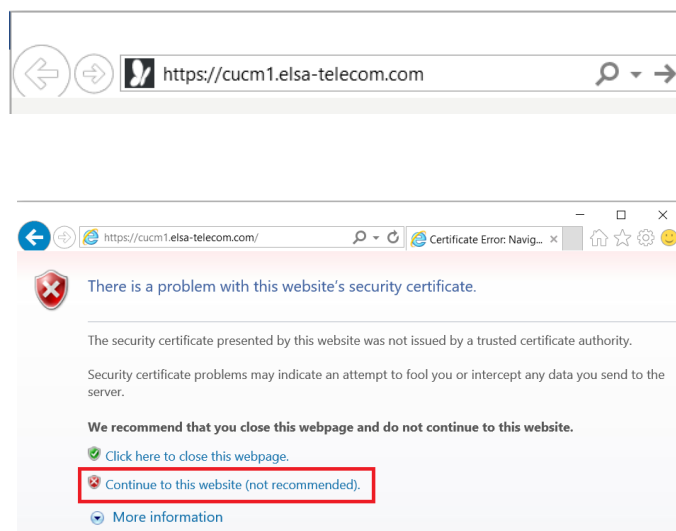 https://cucm1.elsa-telecom.com
https://cucm1.elsa-telecom.com/
Certificate Error: Navig...
There is a problem with this website's security certificate.
The security certificate presented by this website was not issued by a trusted certificate authority.
Security certificate problems may indicate an attempt to fool you or intercept any data you send to the
server.
We recommend that you close this webpage and do not continue to this website.
Click here to close this webpage.
Continue to this website (not recommended).
More information